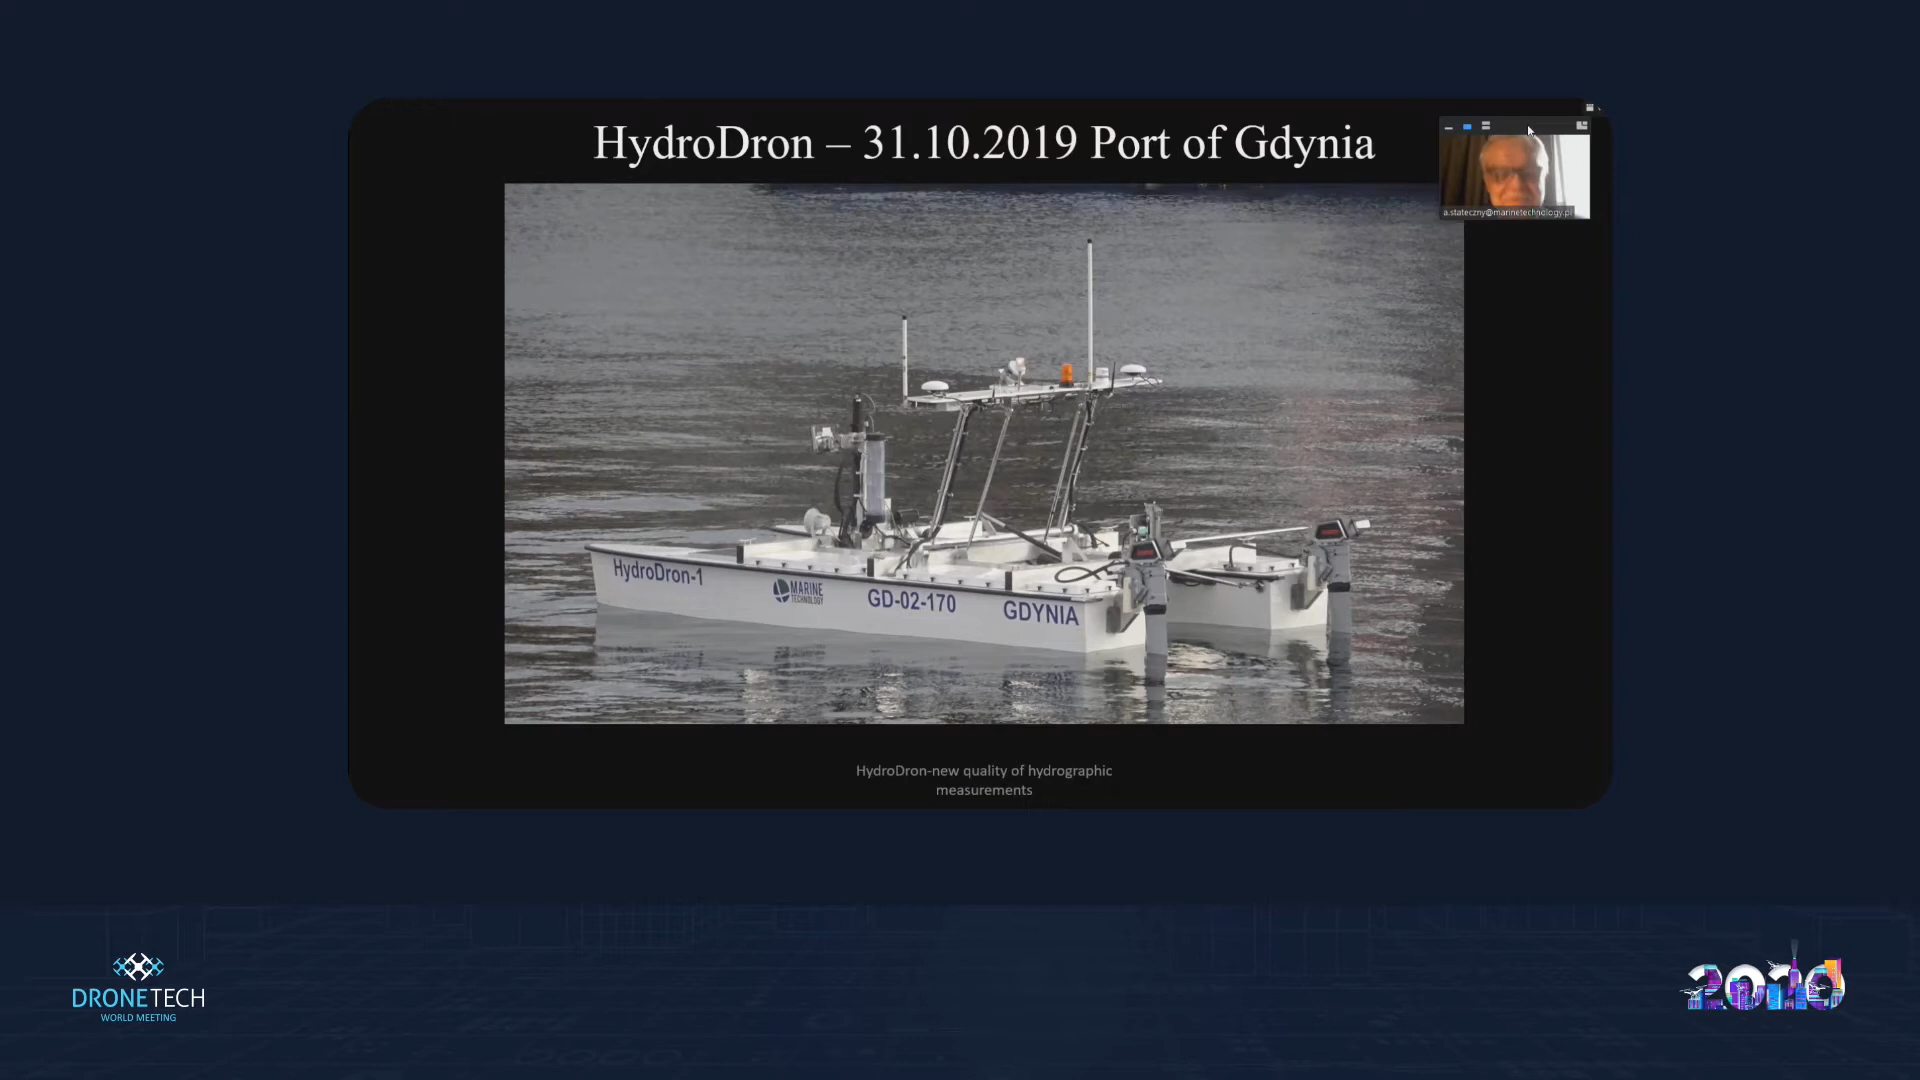 HydroDron – 31.10.2019 Port of Gdynia
a.stateczny@marinetechnology.pl
HydroDron-1
MARINE
TECHNOLOGY
GD-02-170
GDYNIA
HydroDron-new quality of hydrographic
measurements
DRONETECH
WORLD MEETING
2020